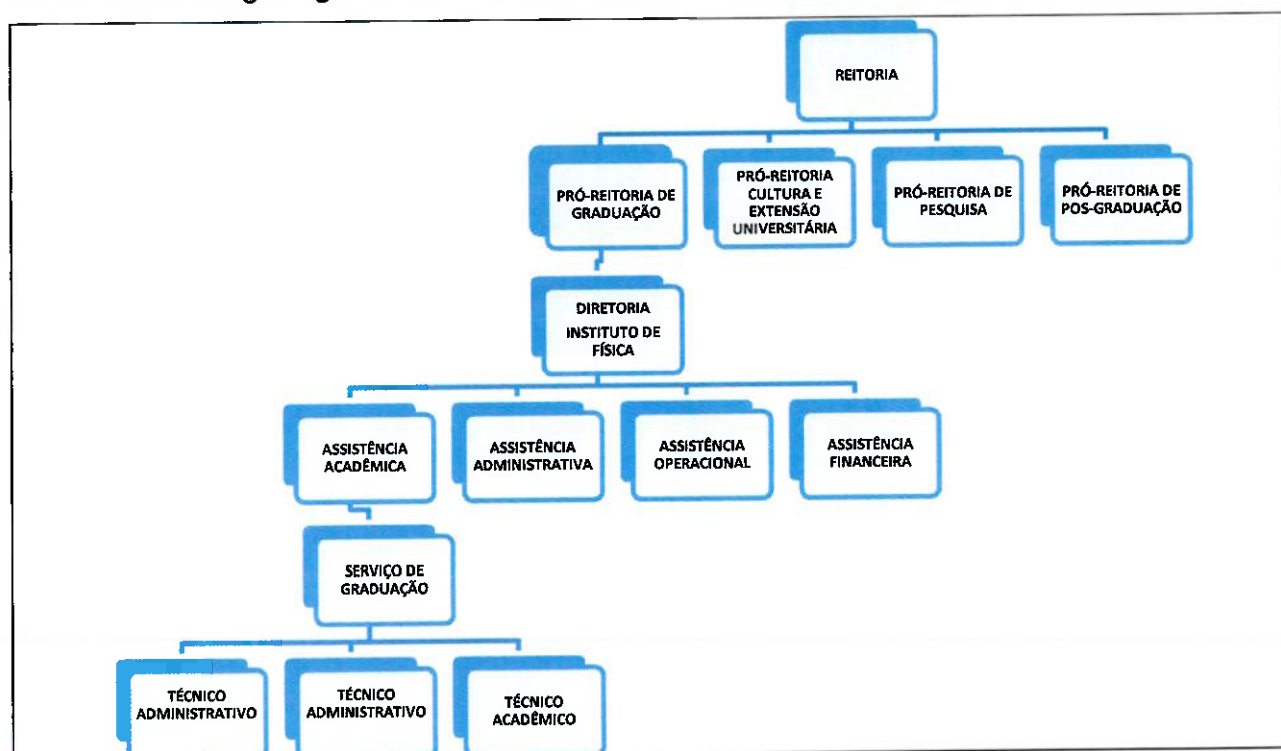 REITORIA
PRÓ-REITORIA DE
GRADUAÇÃO
PRÓ-REITORIA
CULTURA E
EXTENSÃO
UNIVERSITÁRIA
PRÓ-REITORIA DE
PESQUISA
PRÓ-REITORIA DE
POS-GRADUAÇÃO
DIRETORIA
INSTITUTO DE
FÍSICA
ASSISTÊNCIA
ACADÊMICA
ASSISTÊNCIA
ADMINISTRATIVA
ASSISTÊNCIA
OPERACIONAL
ASSISTÊNCIA
FINANCEIRA
SERVIÇO DE
GRADUAÇÃO
TÉCNICO
ADMINISTRATIVO
TÉCNICO
ADMINISTRATIVO
TÉCNICO
ACADÊMICO